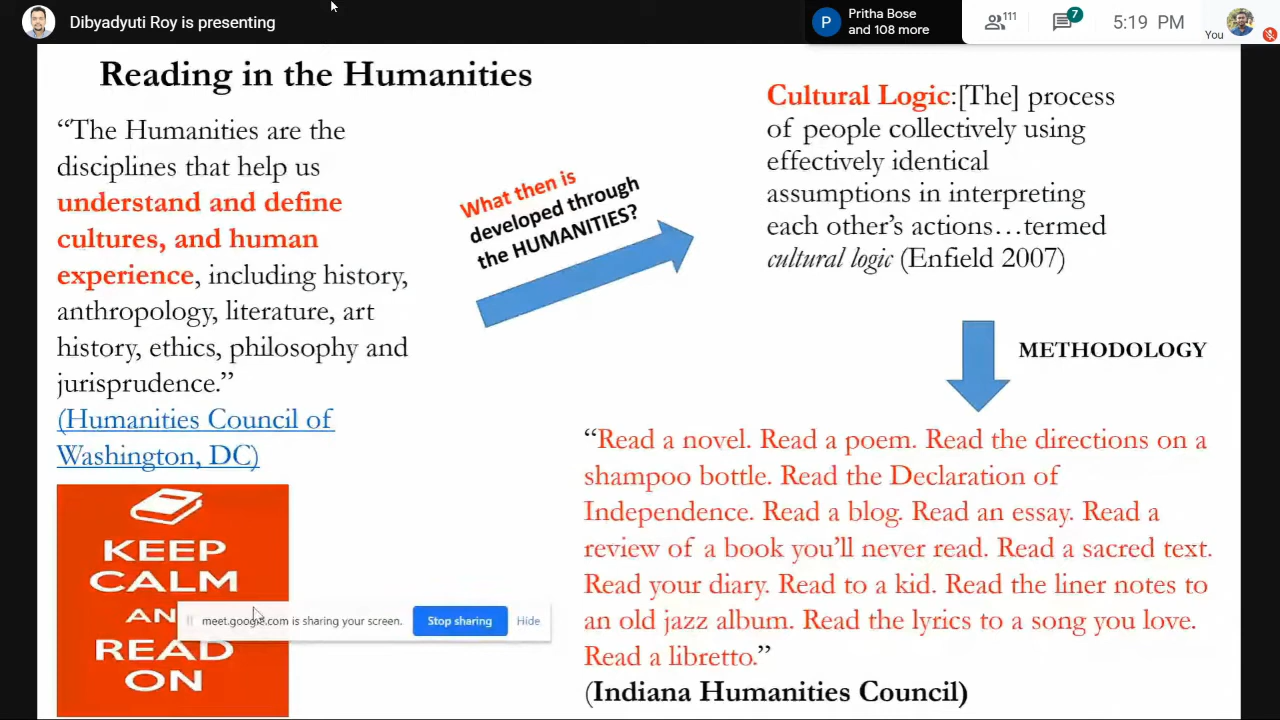 Dibyadyuti Roy is presenting
P
Pritha Bose
and 108 more
111
7
5:19 PM
You
Reading in the Humanities
“The Humanities are the
disciplines that help us
understand and define
cultures, and human
experience, including history,
anthropology, literature, art
history, ethics, philosophy and
jurisprudence.”
(Humanities Council of
Washington, DC)
KEEP
CALM
AN
READ
ON
meet.google.com is sharing your screen.
Stop sharing
Hide
What then is
developed through
the HUMANITIES?
Cultural Logic:[The] process
of people collectively using
effectively identical
assumptions in interpreting
each other’s actions…termed
cultural logic (Enfield 2007)
METHODOLOGY
“Read a novel. Read a poem. Read the directions on a
shampoo bottle. Read the Declaration of
Independence. Read a blog. Read an essay. Read a
review of a book you’ll never read. Read a sacred text.
Read your diary. Read to a kid. Read the liner notes to
an old jazz album. Read the lyrics to a song you love.
Read a libretto.”
(Indiana Humanities Council)